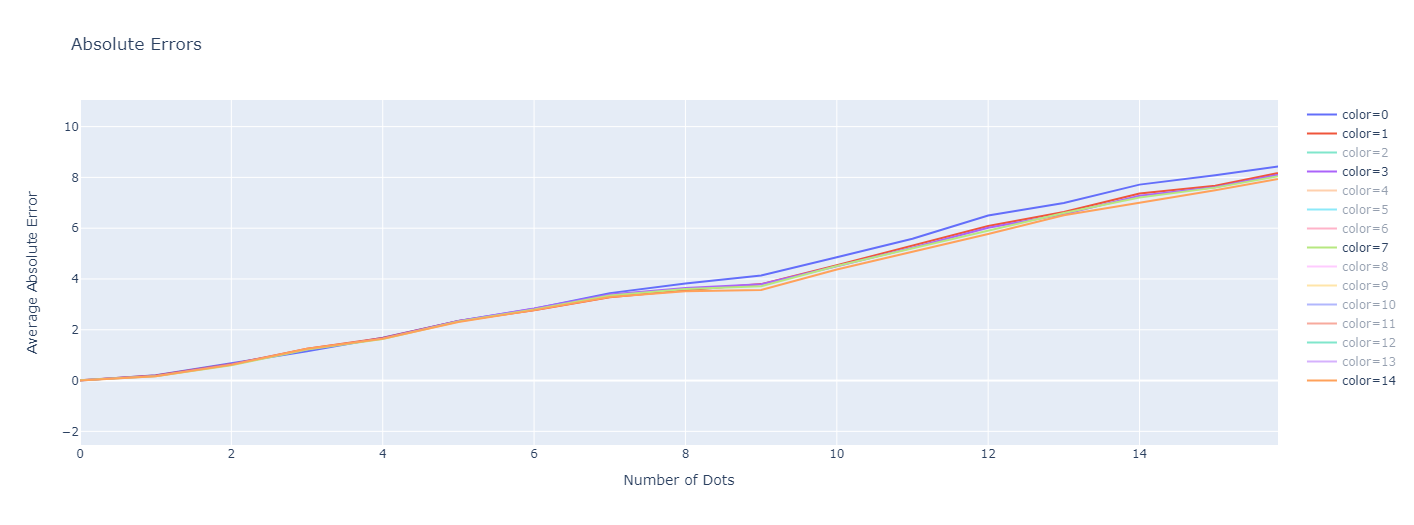 Absolute Errors
Average Absolute Error
10
8
6
4
2
0
−2
0 2 4 6 8 10 12 14
Number of Dots
color=0
color=1
color=2
color=3
color=4
color=5
color=6
color=7
color=8
color=9
color=10
color=11
color=12
color=13
color=14